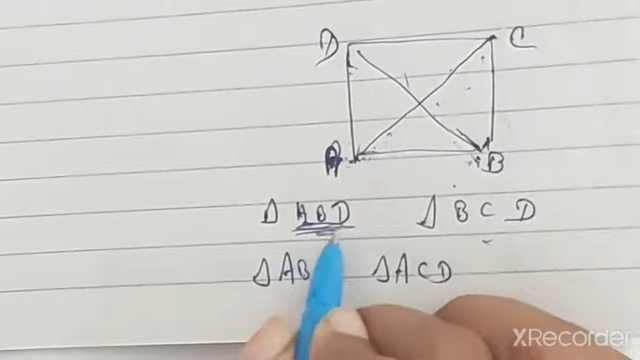 D C
A B
Δ ABD Δ BCD
Δ AB Δ ACD
XRecorder